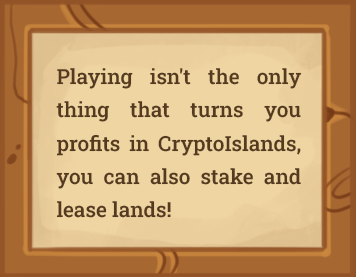 Playing isn't the only
thing that turns you
profits in CryptoIslands,
you can also stake and
lease lands!